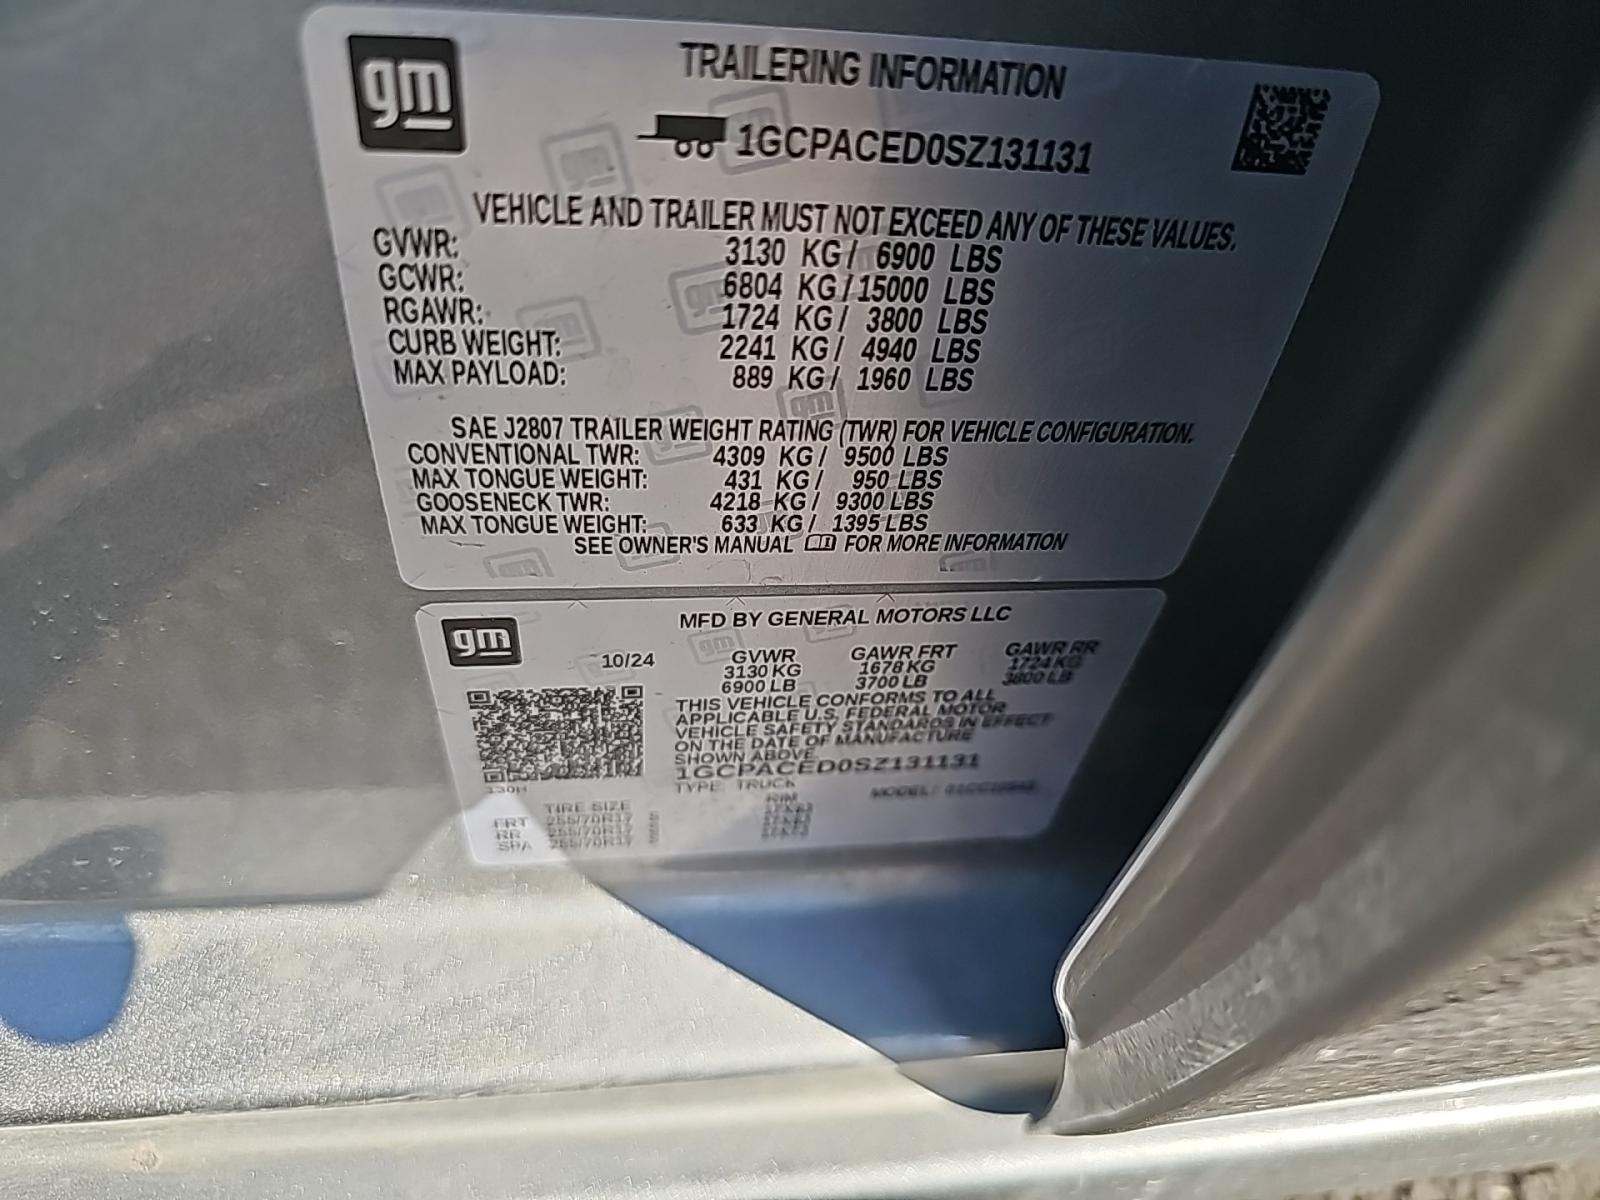 gm
TRAILERING INFORMATION
1GCPACED0SZ131131
VEHICLE AND TRAILER MUST NOT EXCEED ANY OF THESE VALUES.
GVWR: 3130 KG/ 6900 LBS
GCWR: 6804 KG/15000 LBS
RGAWR: 1724 KG/ 3800 LBS
CURB WEIGHT: 2241 KG/ 4940 LBS
MAX PAYLOAD: 889 KG/ 1960 LBS
SAE J2807 TRAILER WEIGHT RATING (TWR) FOR VEHICLE CONFIGURATION.
CONVENTIONAL TWR: 4309 KG/ 9500 LBS
MAX TONGUE WEIGHT: 431 KG/ 950 LBS
GOOSENECK TWR: 4218 KG/ 9300 LBS
MAX TONGUE WEIGHT: 633 KG/ 1395 LBS
SEE OWNER'S MANUAL FOR MORE INFORMATION
gm
MFD BY GENERAL MOTORS LLC
10/24 GVWR GAWR FRT GAWR RR
3130 KG 1678 KG 1724 KG
6900 LB 3700 LB 3800 LB
THIS VEHICLE CONFORMS TO ALL
APPLICABLE U.S. FEDERAL MOTOR
VEHICLE SAFETY STANDARDS IN EFFECT
ON THE DATE OF MANUFACTURE
SHOWN ABOVE.
1GCPACED0SZ131131
TYPE: TRUCK MODEL:
TIRE SIZE RIM
FRT 255/70R17
RR 255/70R17
SPA 255/70R17